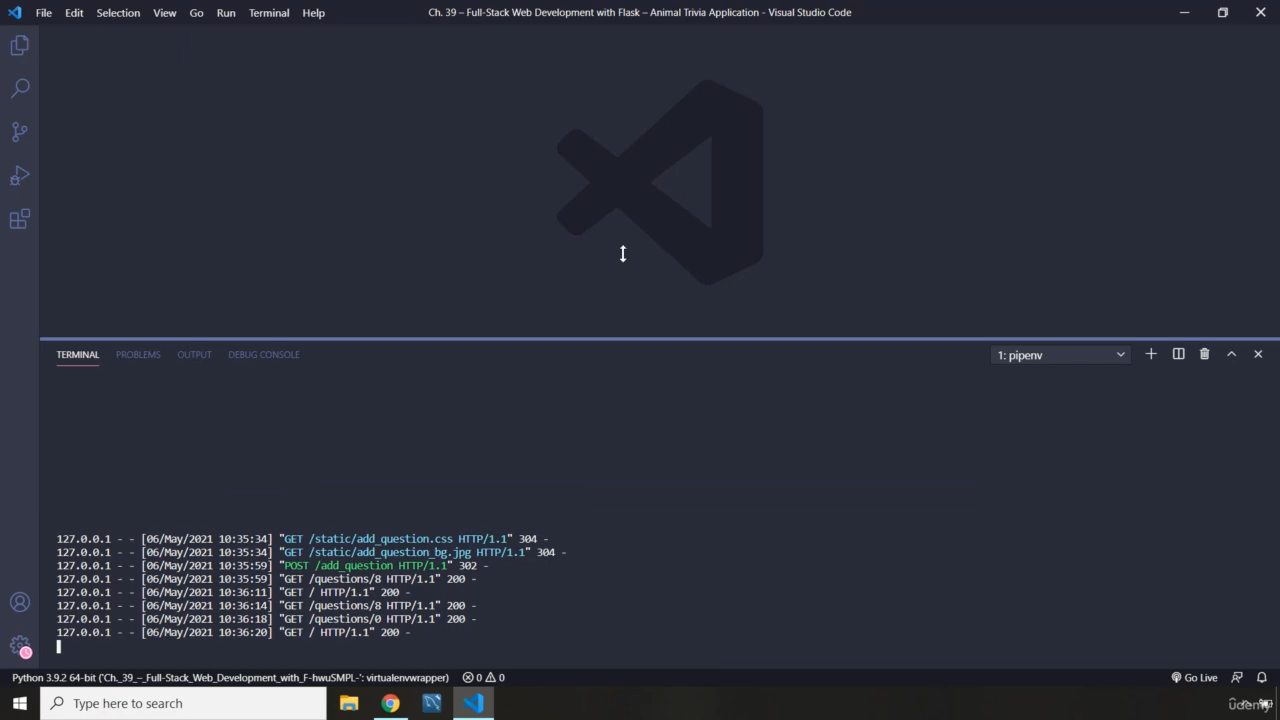 File Edit Selection View Go Run Terminal Help
Ch. 39 – Full-Stack Web Development with Flask – Animal Trivia Application - Visual Studio Code
TERMINAL PROBLEMS OUTPUT DEBUG CONSOLE
1: pipenv
127.0.0.1 - - [06/May/2021 10:35:34] "GET /static/add_question.css HTTP/1.1" 304 -
127.0.0.1 - - [06/May/2021 10:35:34] "GET /static/add_question_bg.jpg HTTP/1.1" 304 -
127.0.0.1 - - [06/May/2021 10:35:59] "POST /add_question HTTP/1.1" 302 -
127.0.0.1 - - [06/May/2021 10:35:59] "GET /questions/8 HTTP/1.1" 200 -
127.0.0.1 - - [06/May/2021 10:36:11] "GET / HTTP/1.1" 200 -
127.0.0.1 - - [06/May/2021 10:36:14] "GET /questions/8 HTTP/1.1" 200 -
127.0.0.1 - - [06/May/2021 10:36:18] "GET /questions/0 HTTP/1.1" 200 -
127.0.0.1 - - [06/May/2021 10:36:20] "GET / HTTP/1.1" 200 -
Python 3.9.2 64-bit ('Ch._39_–_Full-Stack_Web_Development_with_F-hwuSMPL-': virtualenvwrapper) 0 0
Go Live
Type here to search
udemy